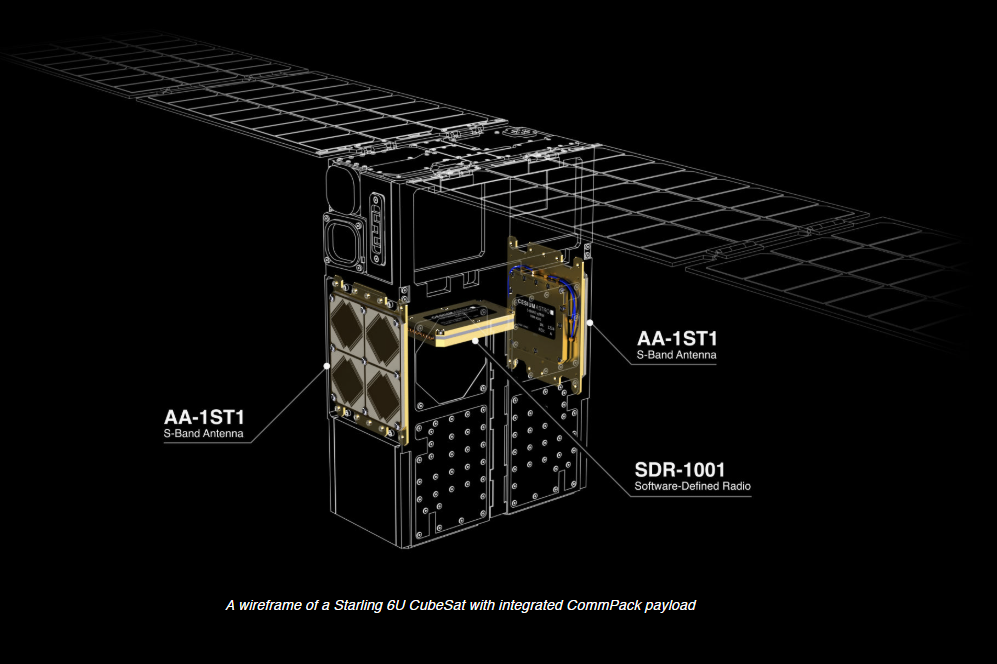 CESIUMASTRO
AA-1ST1
S-Band Antenna
AA-1ST1
S-Band Antenna
SDR-1001
Software-Defined Radio
A wireframe of a Starling 6U CubeSat with integrated CommPack payload